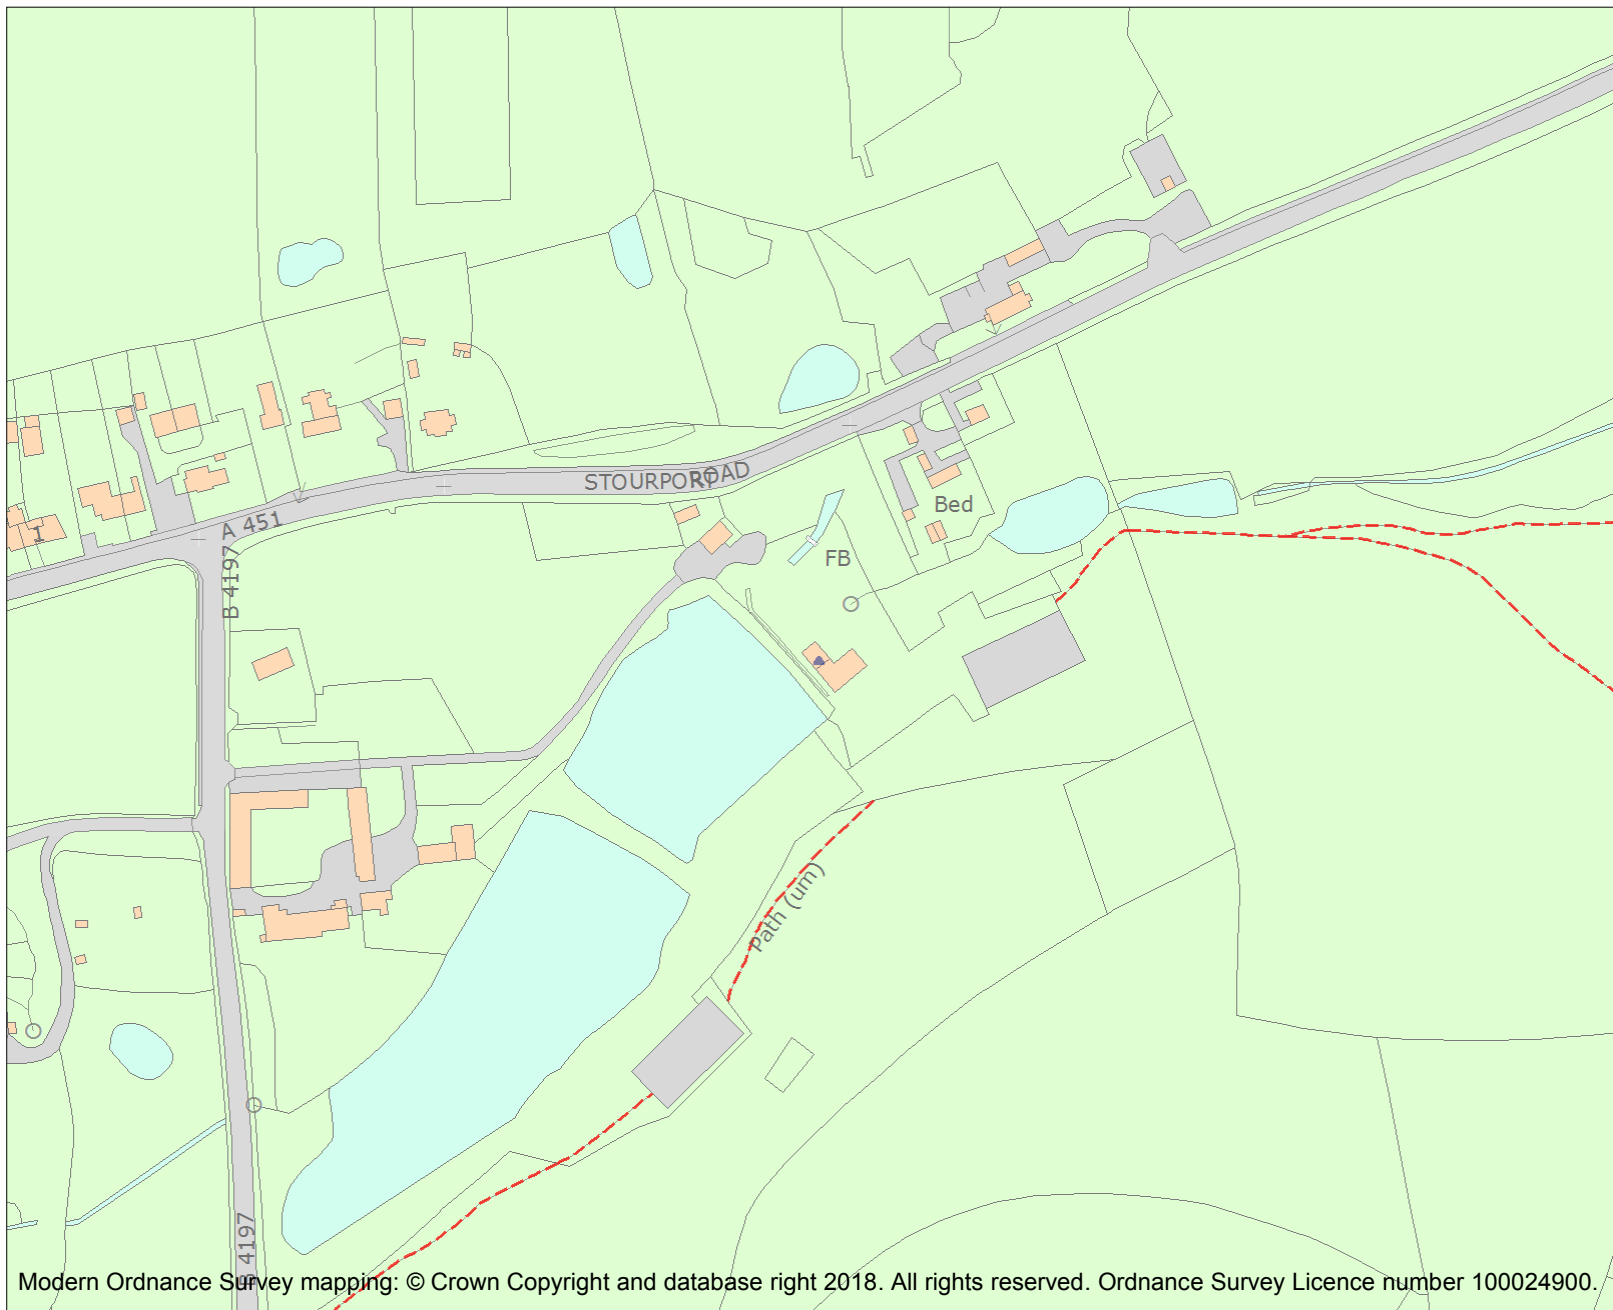 STOURPORT ROAD
A 451
1
B 4197
Bed
FB
Path (um)
B 4197
Modern Ordnance Survey mapping: © Crown Copyright and database right 2018. All rights reserved. Ordnance Survey Licence number 100024900.